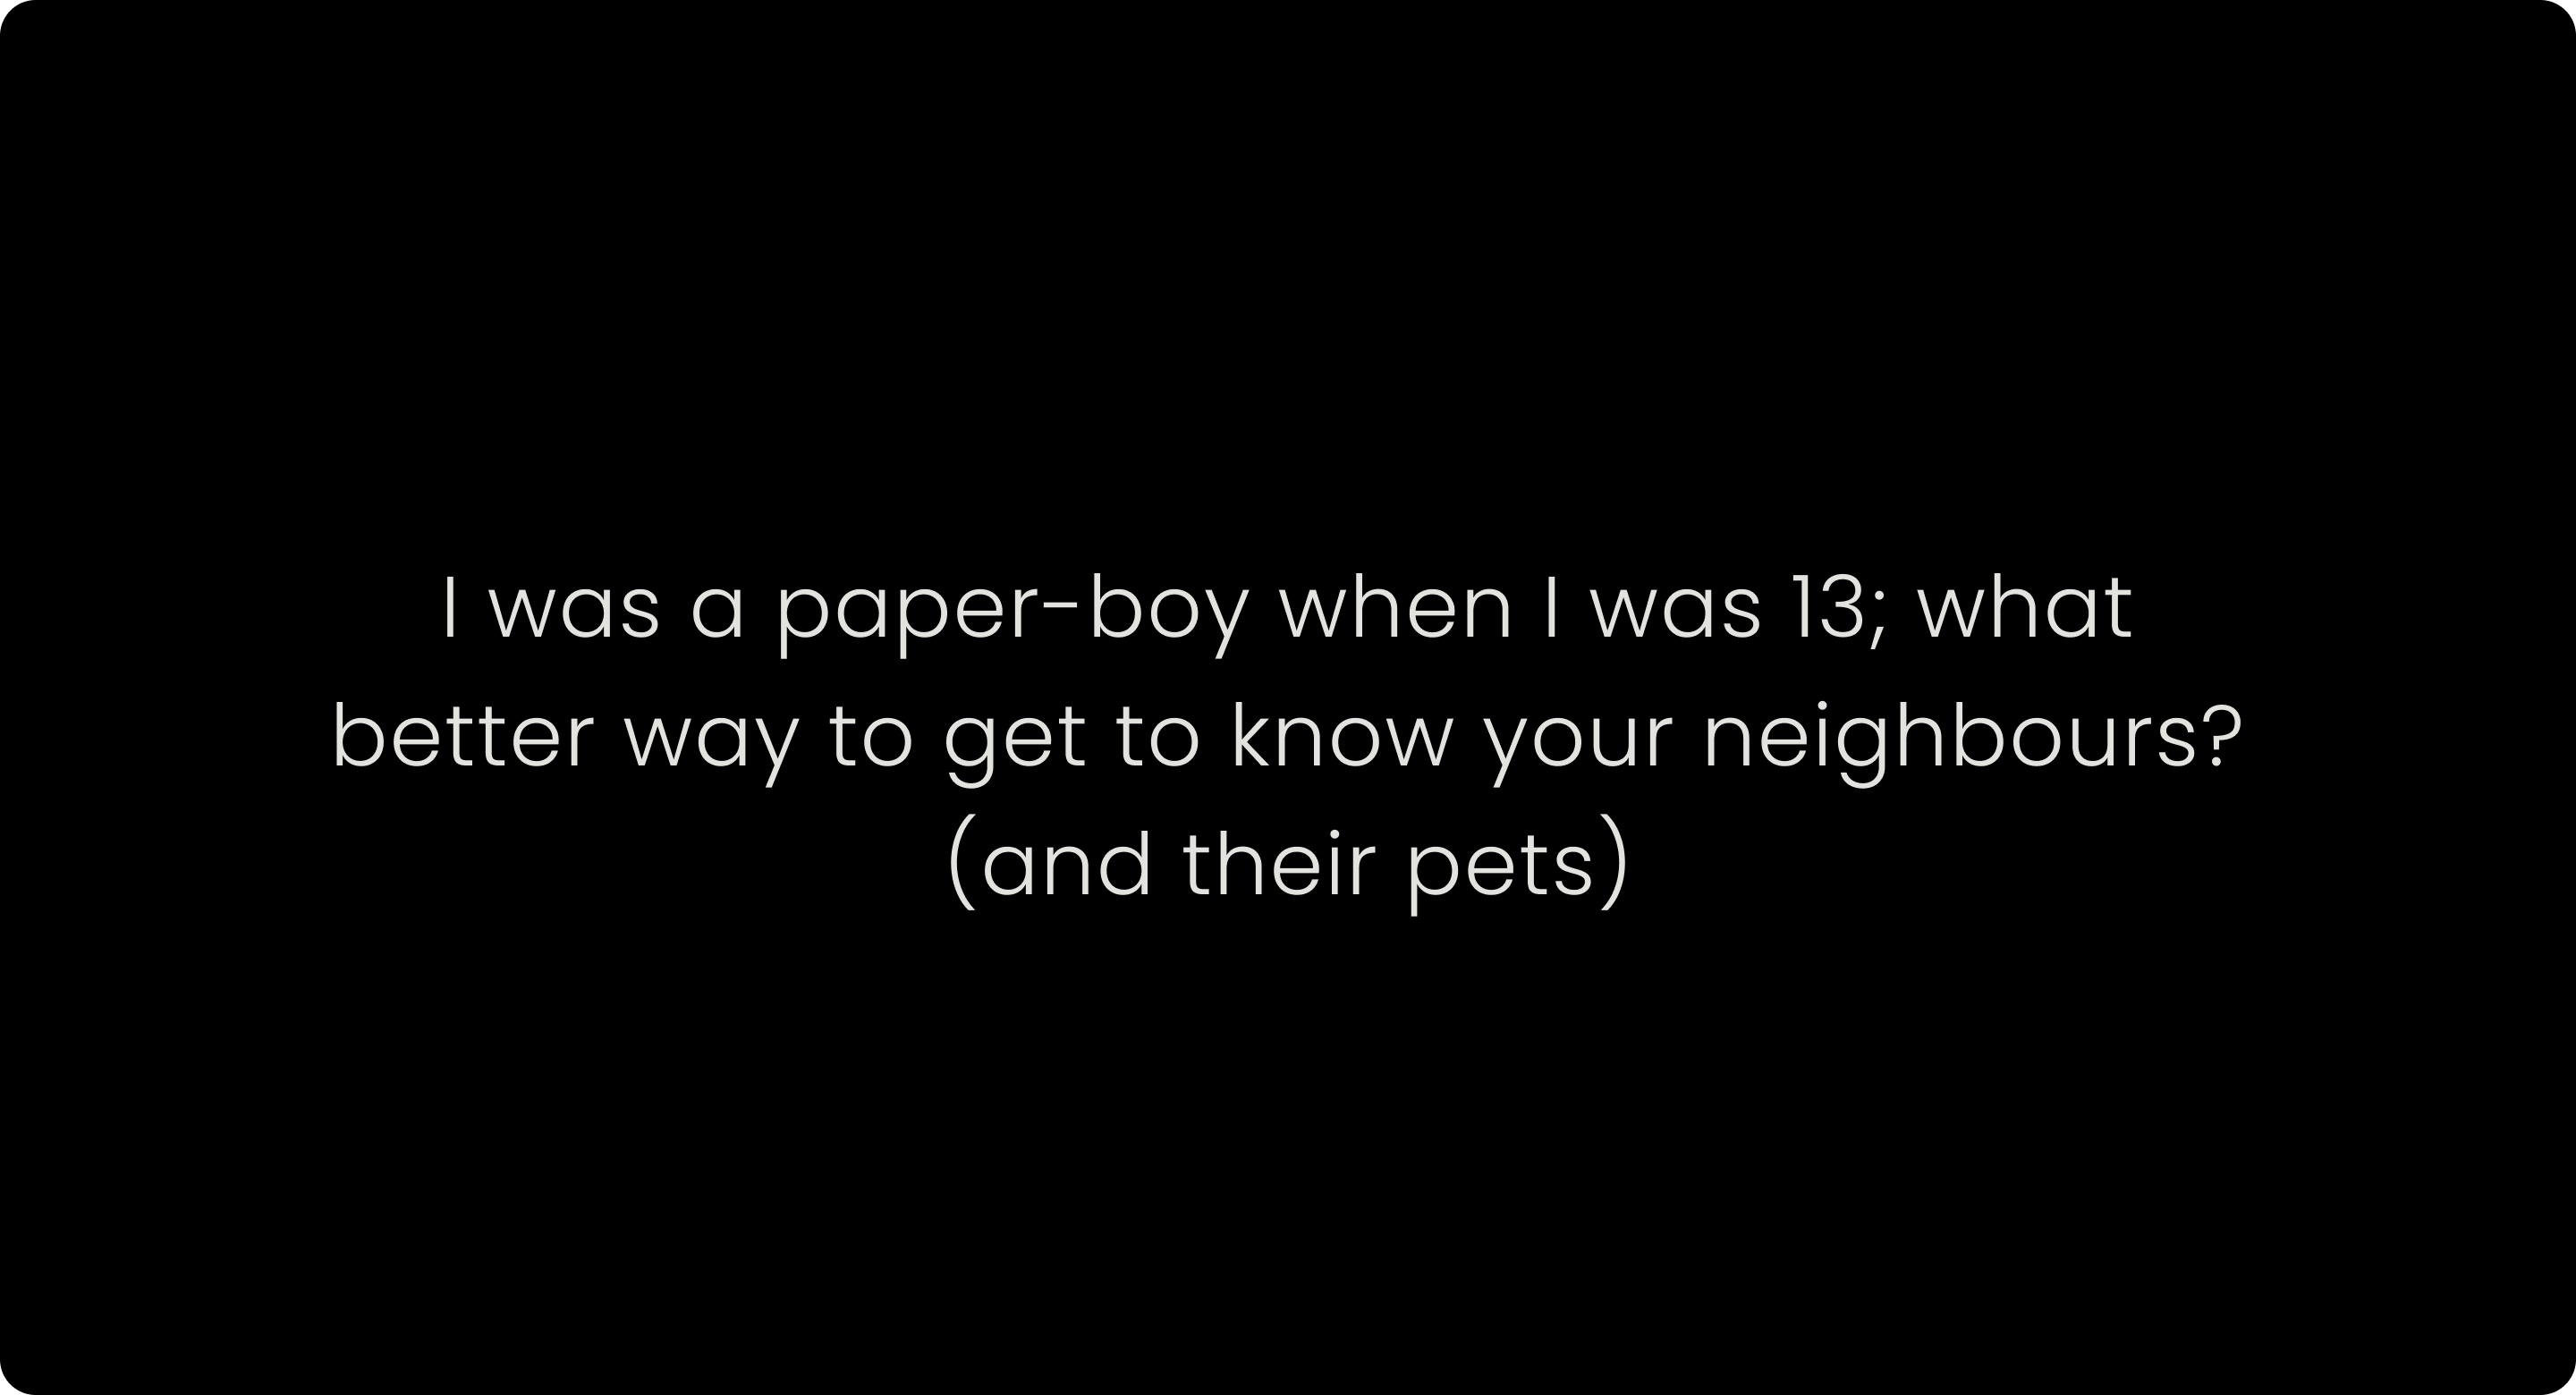 I was a paper-boy when I was 13; what
better way to get to know your neighbours?
(and their pets)